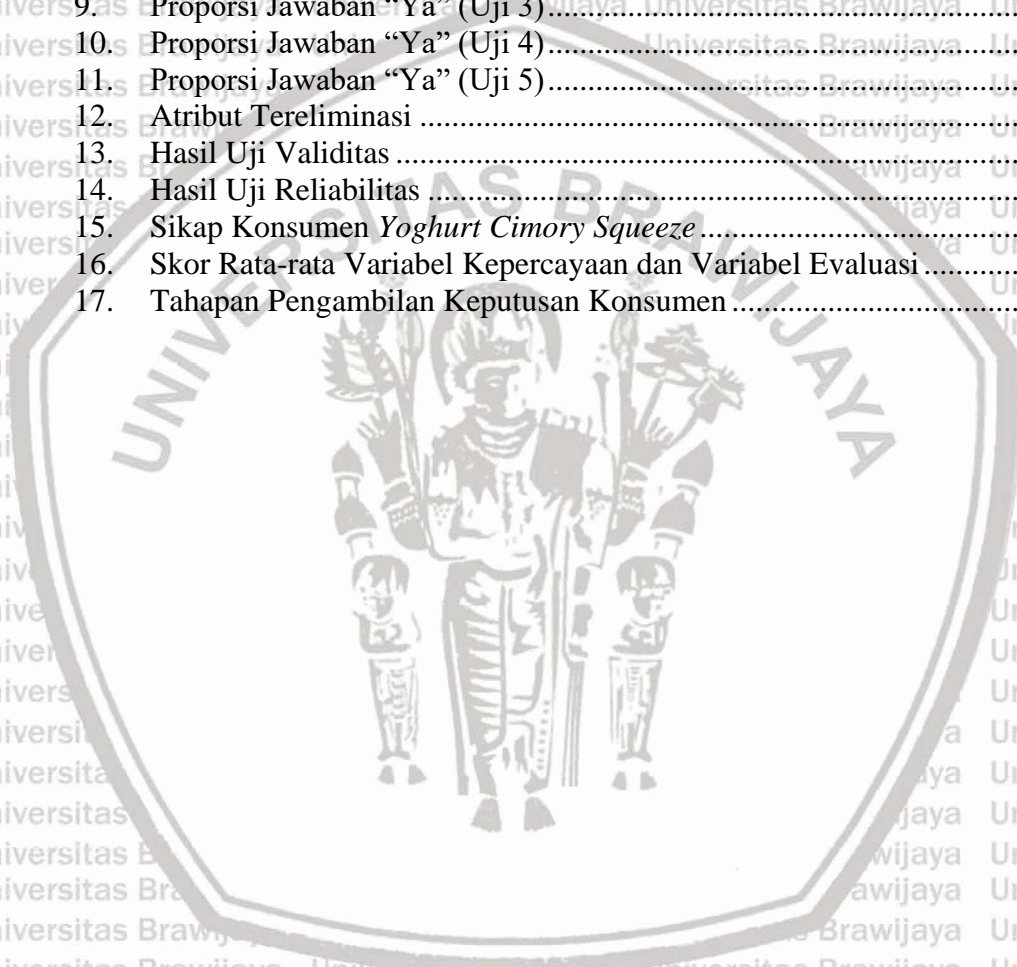 9. Proporsi Jawaban “Ya” (Uji 3)
10. Proporsi Jawaban “Ya” (Uji 4)
11. Proporsi Jawaban “Ya” (Uji 5)
12. Atribut Tereliminasi
13. Hasil Uji Validitas
14. Hasil Uji Reliabilitas
15. Sikap Konsumen Yoghurt Cimory Squeeze
16. Skor Rata-rata Variabel Kepercayaan dan Variabel Evaluasi
17. Tahapan Pengambilan Keputusan Konsumen
UNIVERSITAS BRAWIJAYA